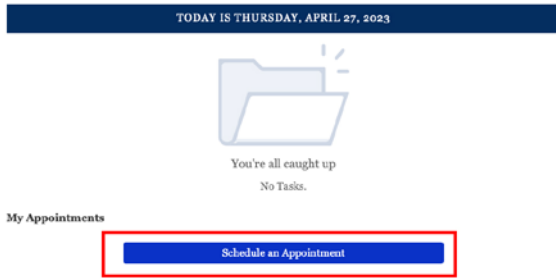 TODAY IS THURSDAY, APRIL 27, 2023
You're all caught up
No Tasks.
My Appointments
Schedule an Appointment